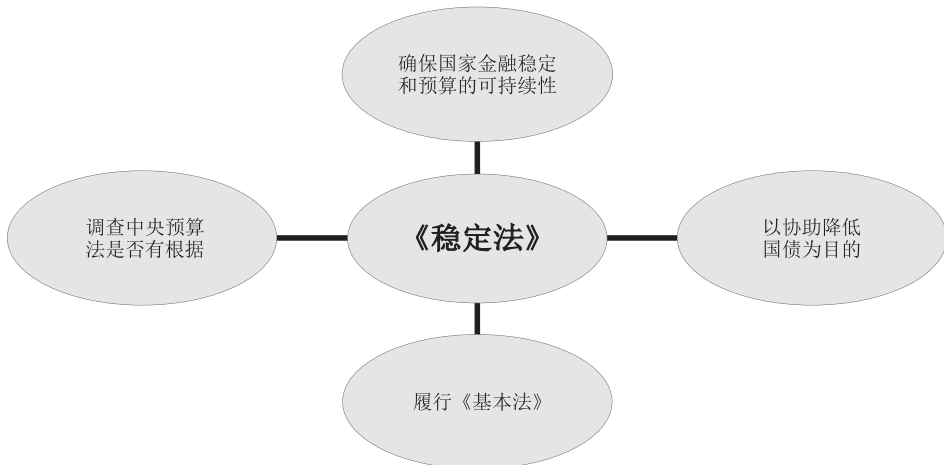 确保国家金融稳定
和预算的可持续性
调查中央预算
法是否有根据
《稳定法》
以协助降低
国债为目的
履行《基本法》